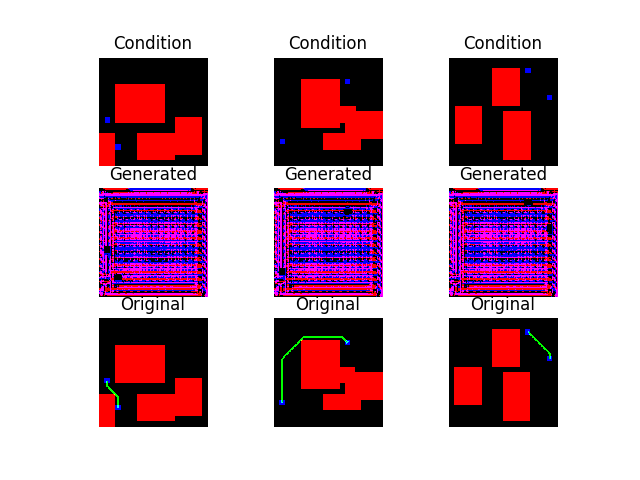 Condition
Condition
Condition
Generated
Generated
Generated
Original
Original
Original